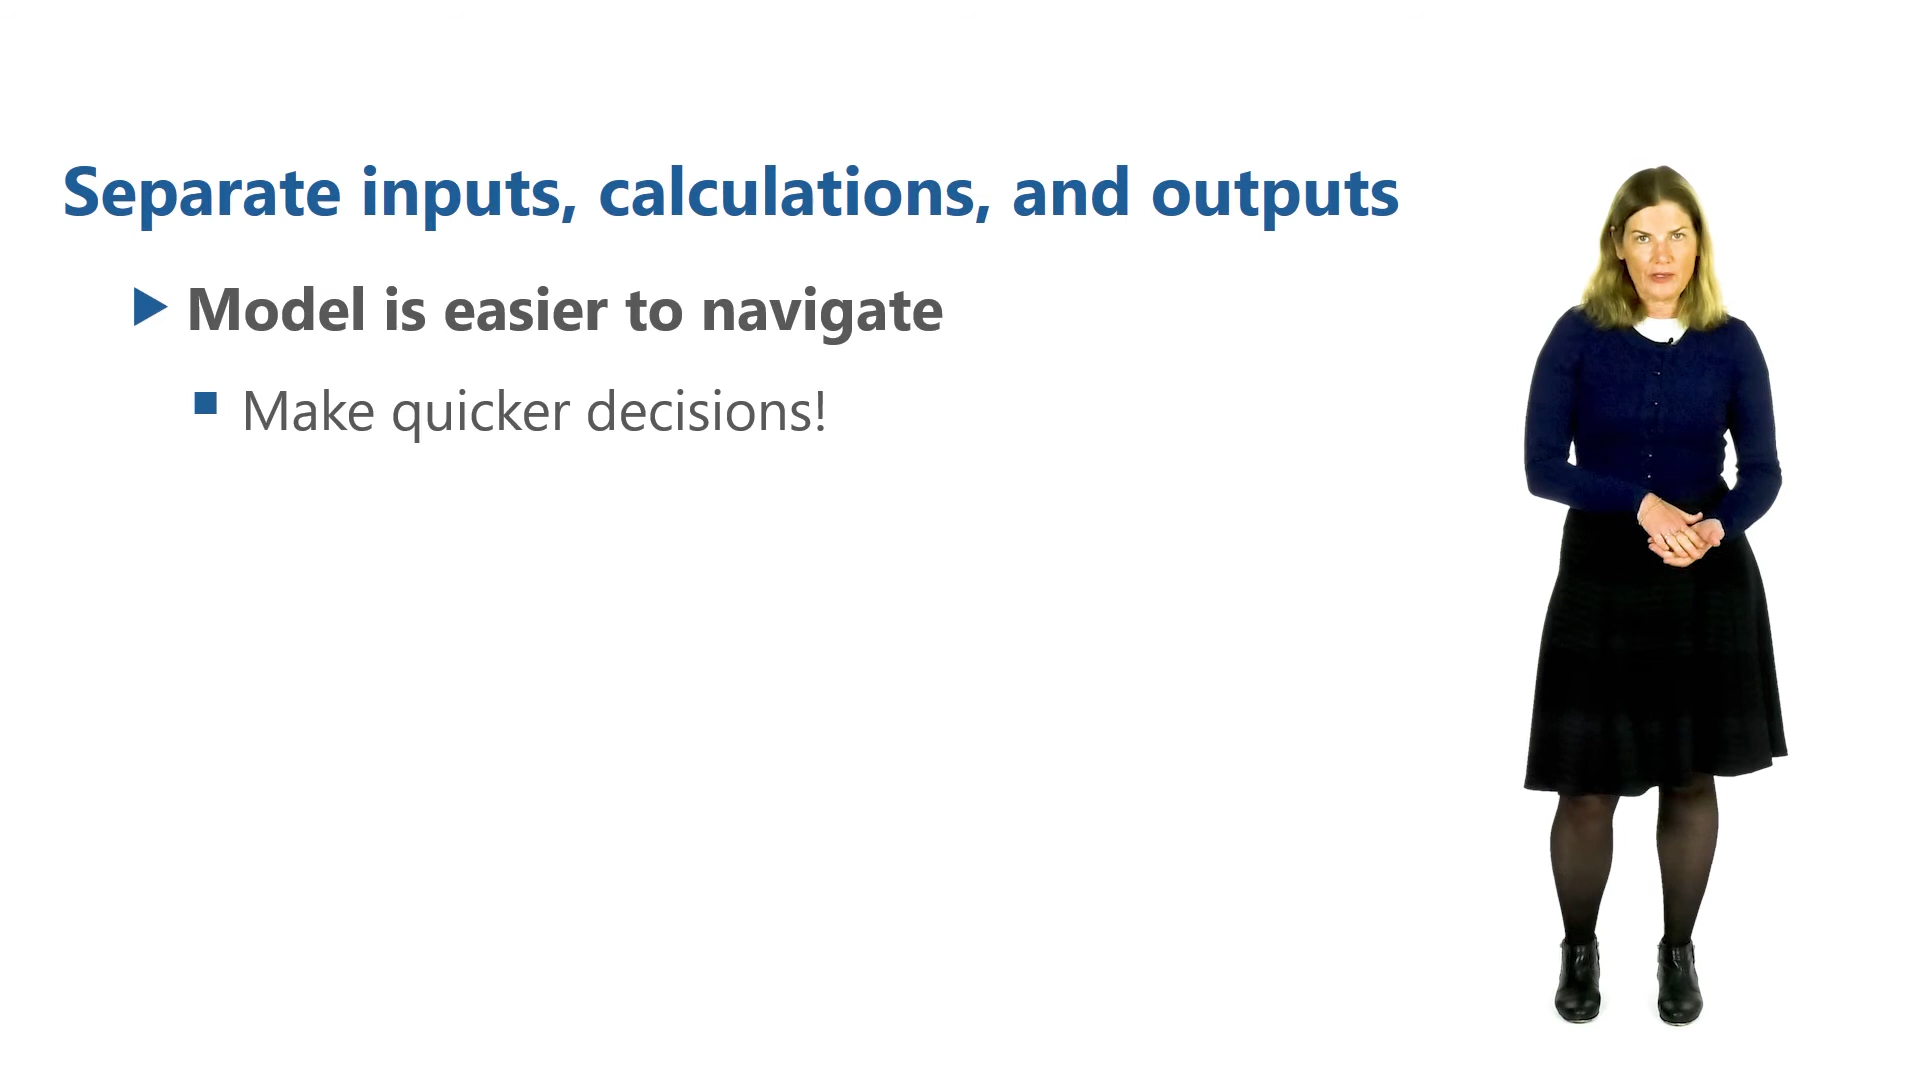 Separate inputs, calculations, and outputs
Model is easier to navigate
Make quicker decisions!